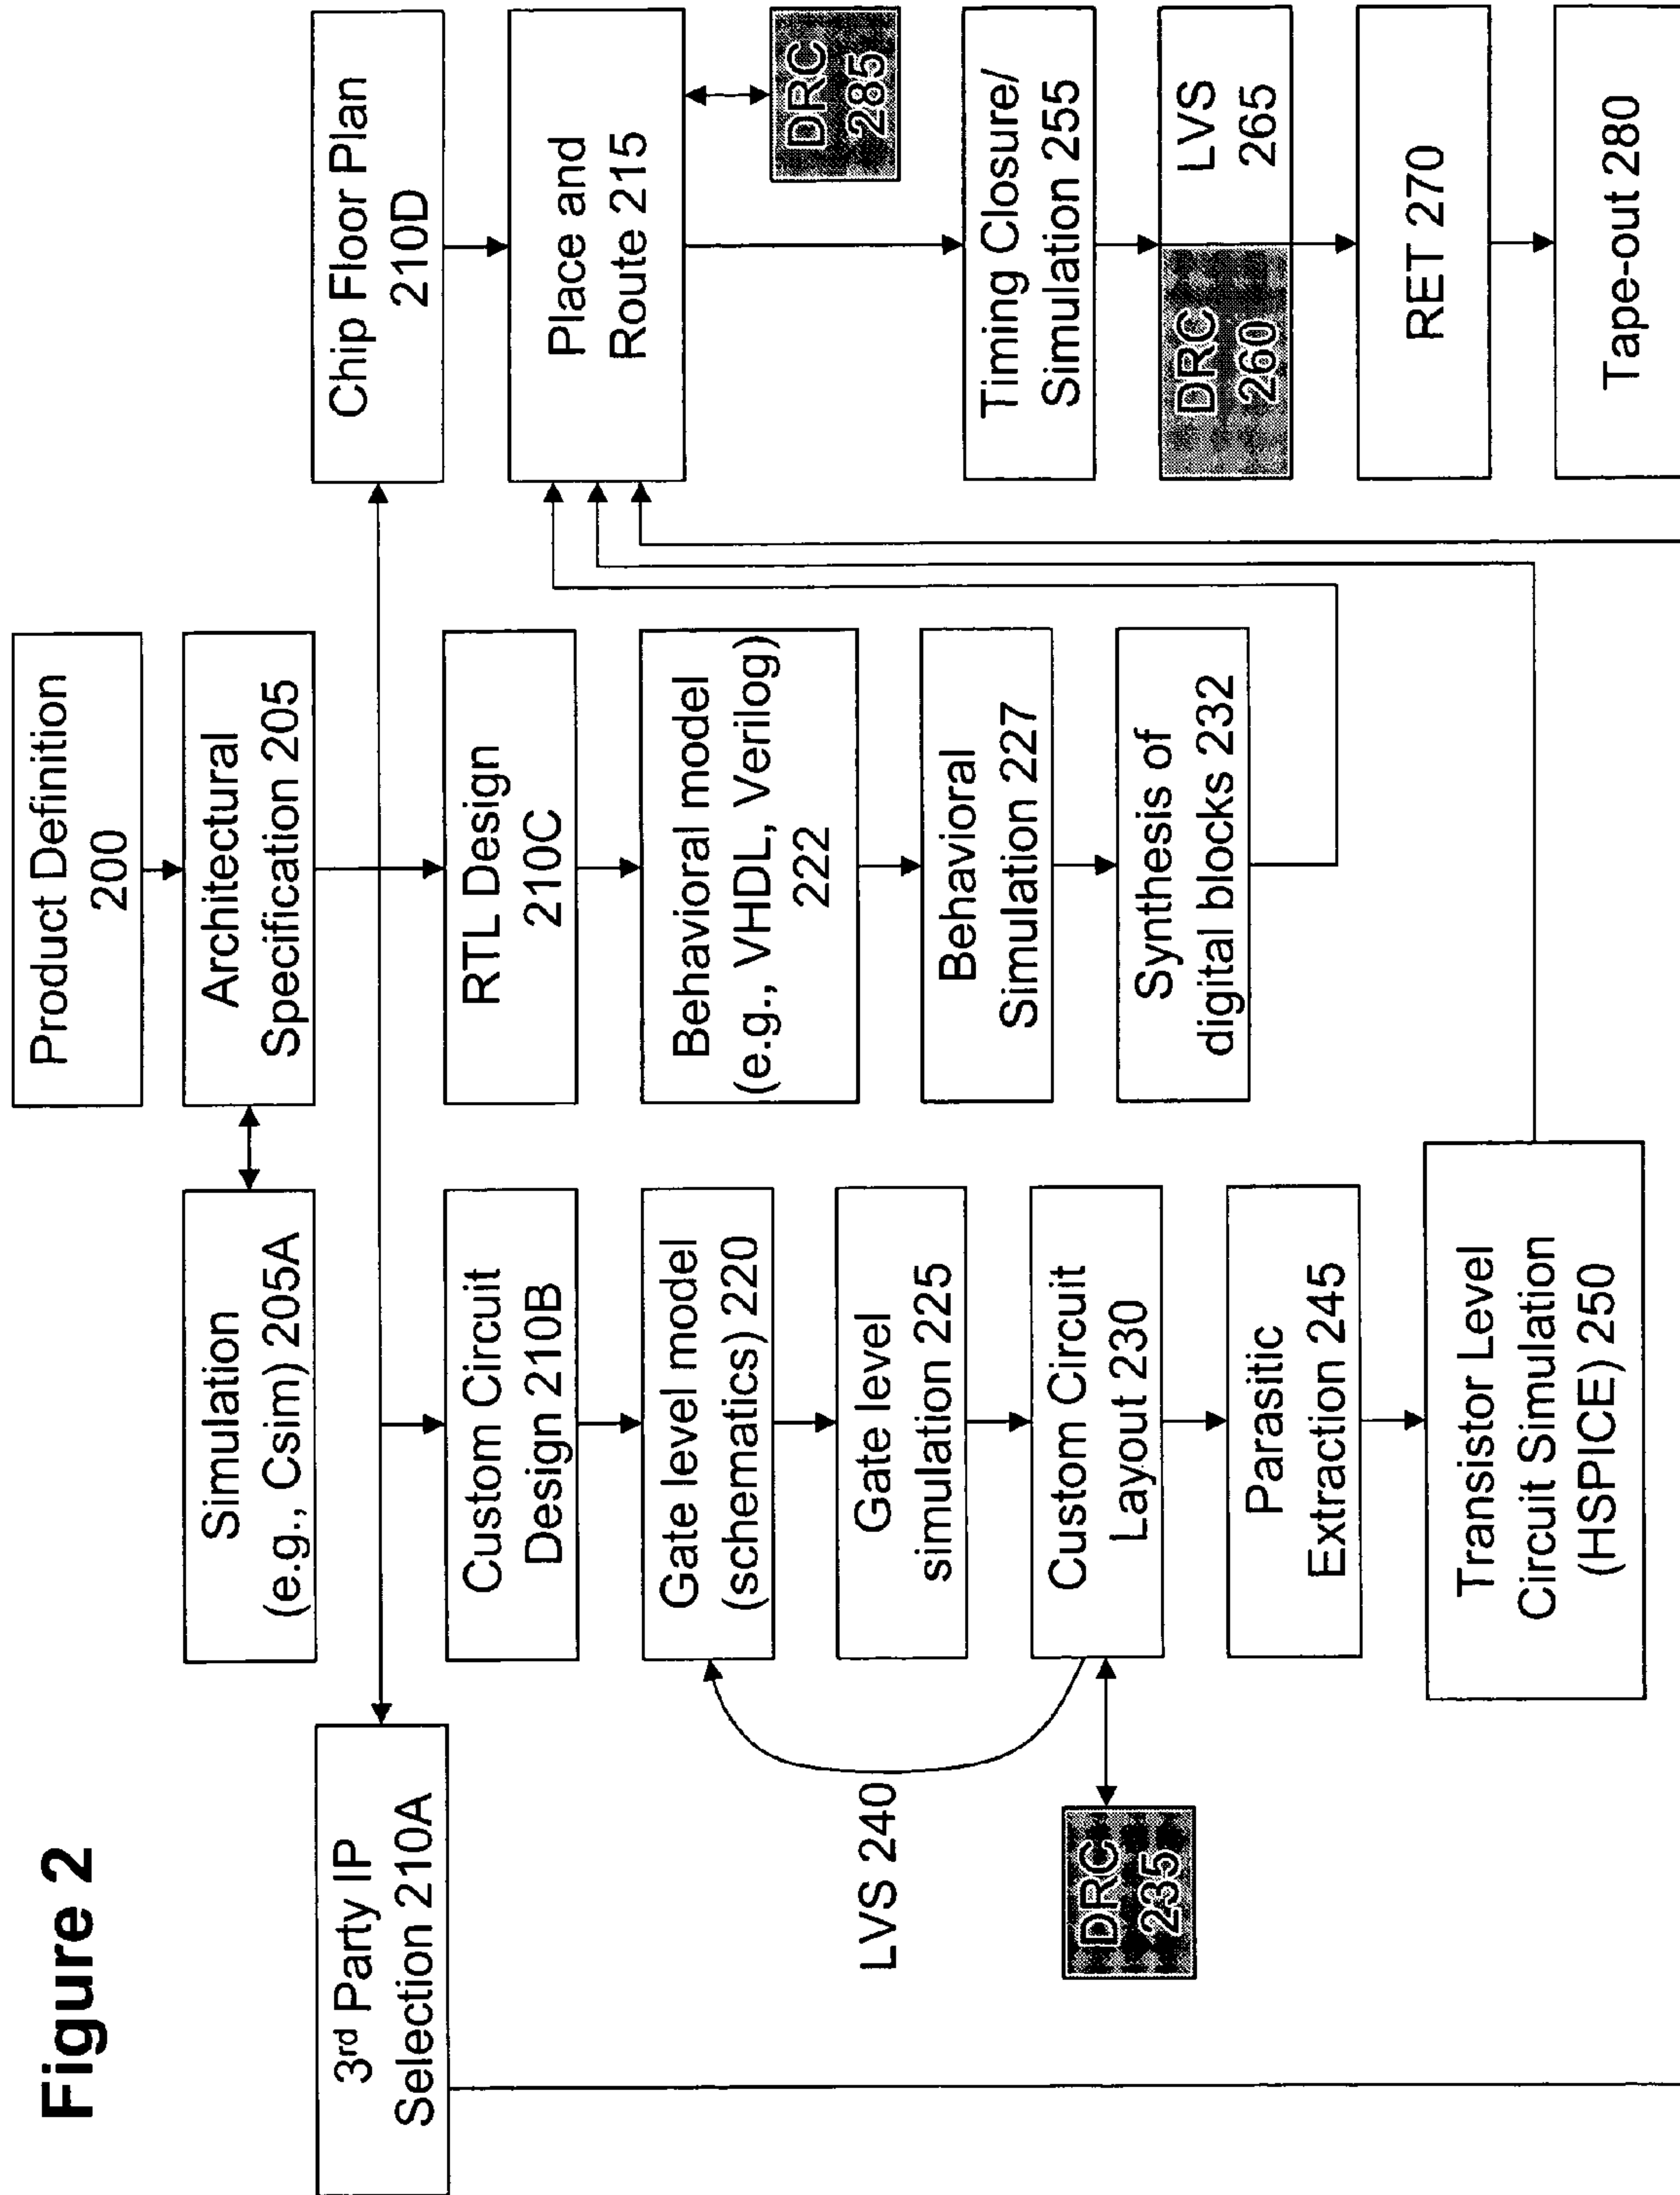 Figure 2
Product Definition
200
Simulation
(e.g., Csim) 205A
Architectural
Specification 205
3rd Party IP
Selection 210A
Chip Floor Plan
210D
Custom Circuit
Design 210B
RTL Design
210C
Place and
Route 215
Gate level model
(schematics) 220
Behavioral model
(e.g., VHDL, Verilog)
222
DRC
285
LVS 240
Gate level
simulation 225
Behavioral
Simulation 227
Timing Closure/
Simulation 255
DRC
235
Custom Circuit
Layout 230
Synthesis of
digital blocks 232
DRC
260
LVS
265
Parasitic
Extraction 245
RET 270
Transistor Level
Circuit Simulation
(HSPICE) 250
Tape-out 280